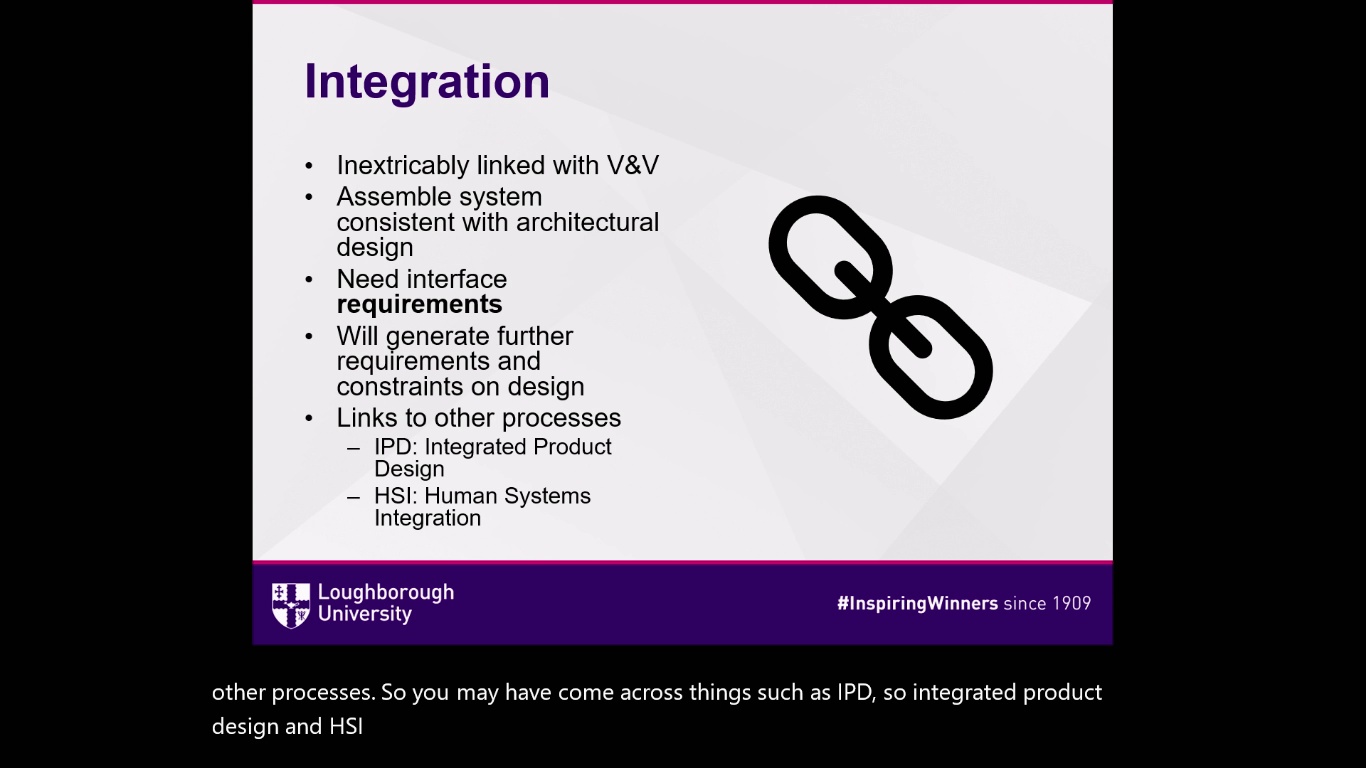 Integration
• Inextricably linked with V&V
• Assemble system
consistent with architectural
design
• Need interface
requirements
• Will generate further
requirements and
constraints on design
• Links to other processes
– IPD: Integrated Product
Design
– HSI: Human Systems
Integration
Loughborough
University
#InspiringWinners since 1909
other processes. So you may have come across things such as IPD, so integrated product
design and HSI